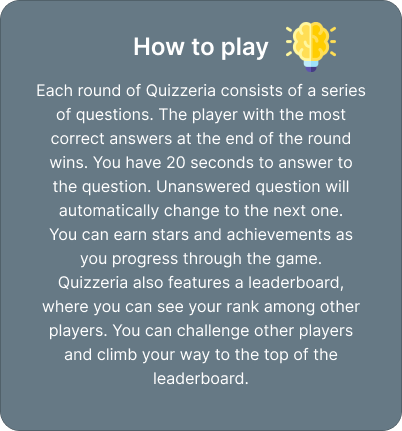 How to play
Each round of Quizzeria consists of a series
of questions. The player with the most
correct answers at the end of the round
wins. You have 20 seconds to answer to
the question. Unanswered question will
automatically change to the next one.
You can earn stars and achievements as
you progress through the game.
Quizzeria also features a leaderboard,
where you can see your rank among other
players. You can challenge other players
and climb your way to the top of the
leaderboard.